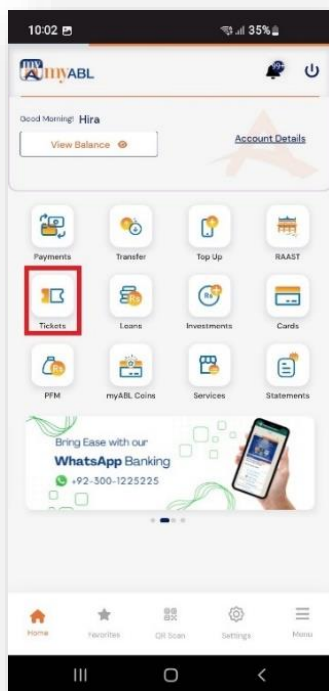 10:02
35%
myABL
Good Morning! Hira
View Balance
Account Details
Payments
Transfer
Top Up
RAAST
Tickets
Loans
Investments
Cards
PFM
myABL Coins
Services
Statements
Bring Ease with our
WhatsApp Banking
+92-300-1225225
Home
Favorites
QR Scan
Settings
Menu